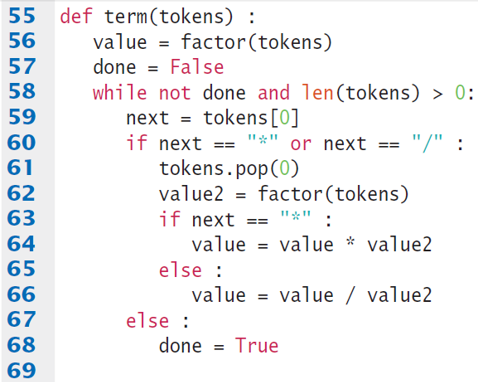 55 def term(tokens) :
56    value = factor(tokens)
57    done = False
58    while not done and len(tokens) > 0:
59       next = tokens[0]
60       if next == "*" or next == "/" :
61          tokens.pop(0)
62          value2 = factor(tokens)
63          if next == "*" :
64             value = value * value2
65          else :
66             value = value / value2
67       else :
68          done = True
69